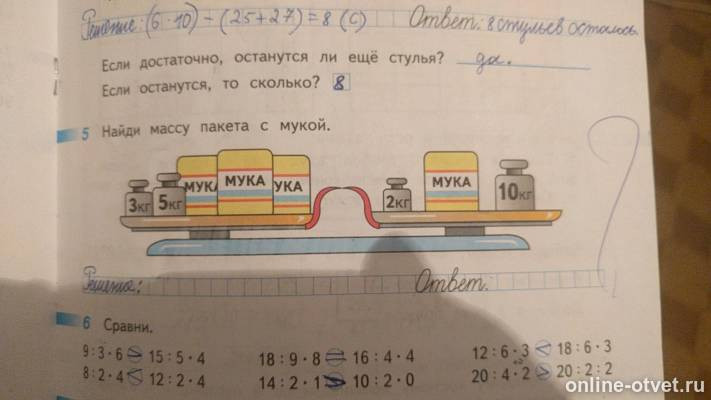 Решение: (6·10) - (25+27) = 8 (с) Ответ: 8 стульев осталось.
Если достаточно, останутся ли ещё стулья? да.
Если останутся, то сколько? 8
5 Найди массу пакета с мукой.
3кг 5кг МУКА МУКА МУКА 2кг МУКА 10кг
Решение: Ответ:
6 Сравни.
9 : 3 · 6 > 15 : 5 · 4 18 : 9 · 8 = 16 : 4 · 4 12 : 6 · 3 < 18 : 6 · 3
8 : 2 · 4 < 12 : 2 · 4 14 : 2 · 1 > 10 : 2 · 0 20 : 4 · 2 > 20 : 2 : 2
online-otvet.ru